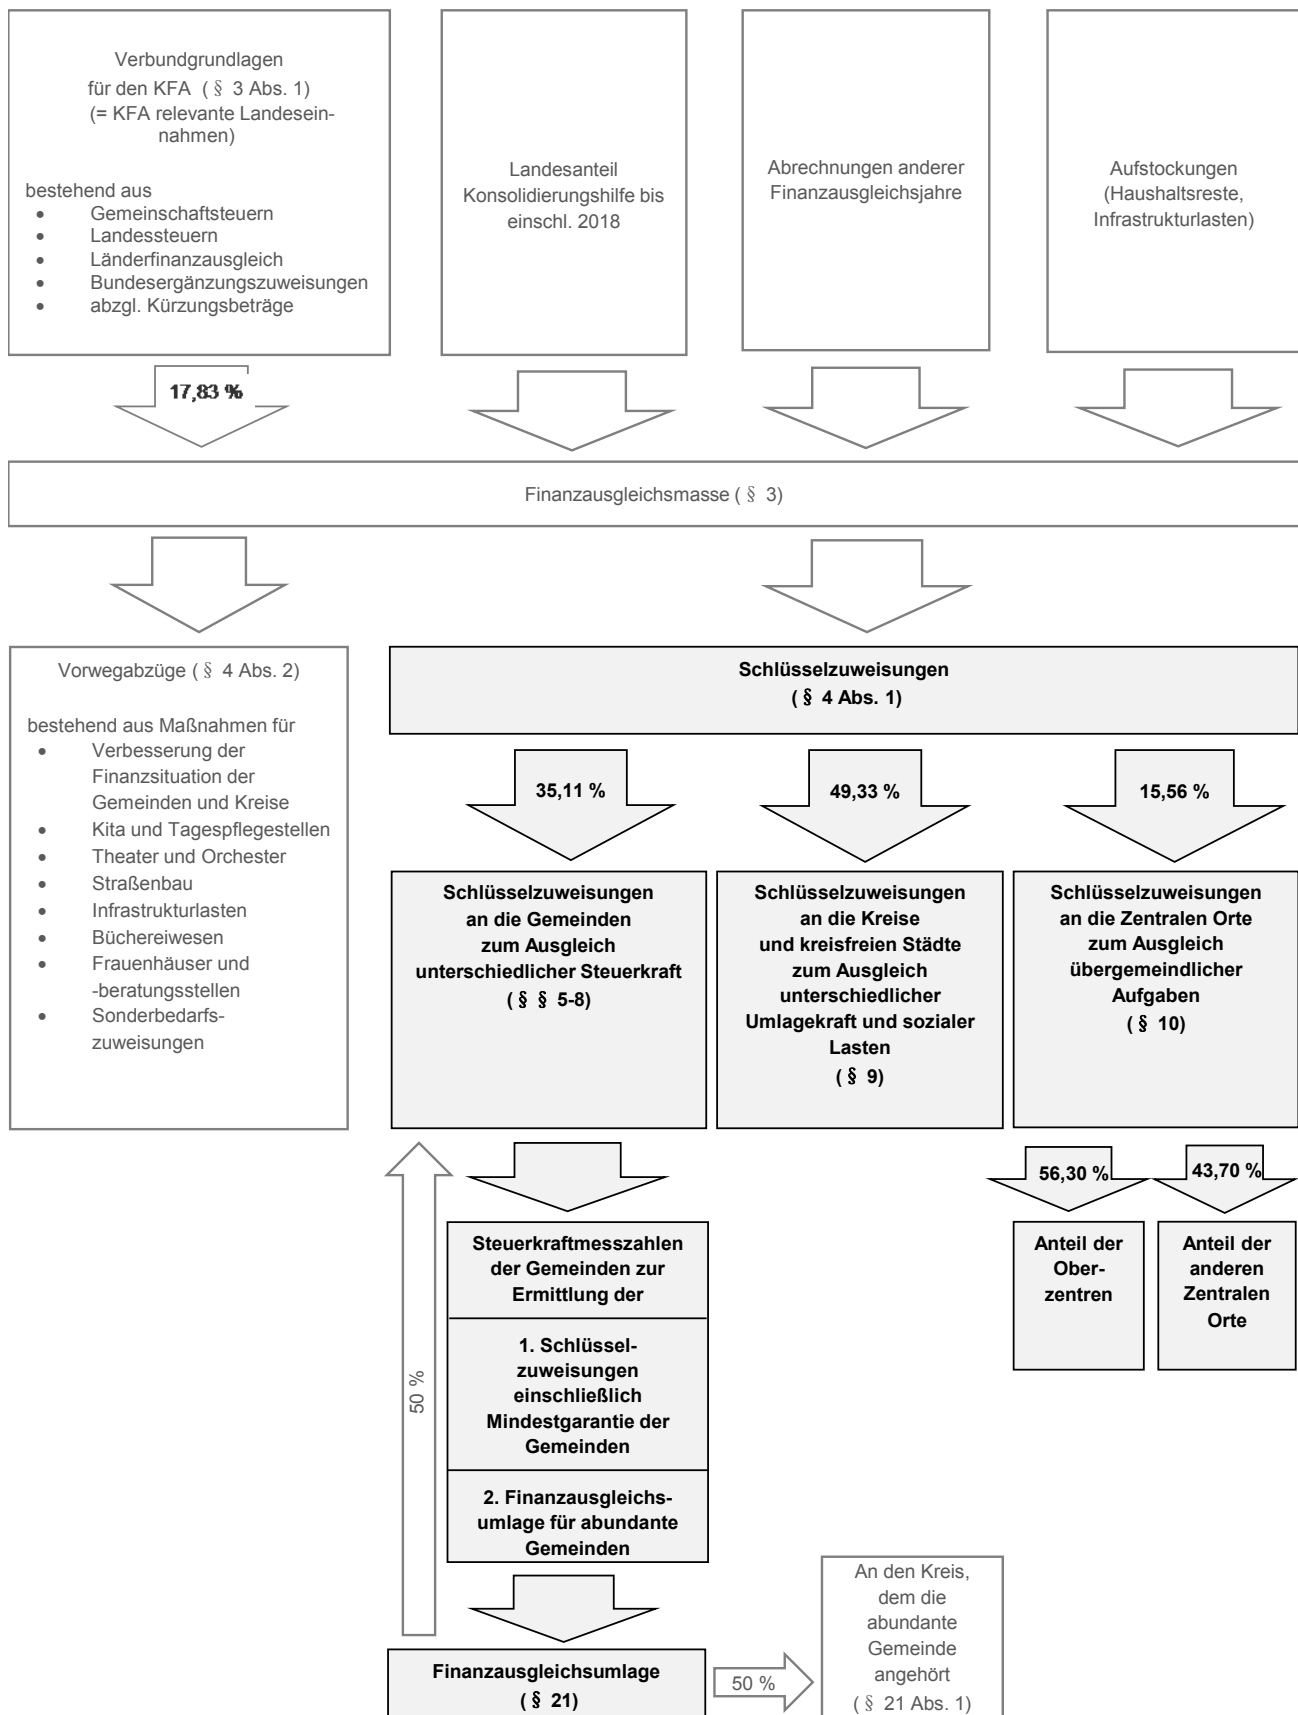 Verbundgrundlagen
für den KFA ( § 3 Abs. 1)
(= KFA relevante Landesein-
nahmen)
bestehend aus
• Gemeinschaftsteuern
• Landessteuern
• Länderfinanzausgleich
• Bundesergänzungszuweisungen
• abzgl. Kürzungsbeträge
Landesanteil
Konsolidierungshilfe bis
einschl. 2018
Abrechnungen anderer
Finanzausgleichsjahre
Aufstockungen
(Haushaltsreste,
Infrastrukturlasten)
17,83 %
Finanzausgleichsmasse ( § 3)
Vorwegabzüge ( § 4 Abs. 2)
bestehend aus Maßnahmen für
• Verbesserung der
Finanzsituation der
Gemeinden und Kreise
• Kita und Tagespflegestellen
• Theater und Orchester
• Straßenbau
• Infrastrukturlasten
• Büchereiwesen
• Frauenhäuser und
-beratungsstellen
• Sonderbedarfs-
zuweisungen
Schlüsselzuweisungen
( § 4 Abs. 1)
35,11 %
49,33 %
15,56 %
Schlüsselzuweisungen
an die Gemeinden
zum Ausgleich
unterschiedlicher Steuerkraft
( § § 5-8)
Schlüsselzuweisungen
an die Kreise
und kreisfreien Städte
zum Ausgleich
unterschiedlicher
Umlagekraft und sozialer
Lasten
( § 9)
Schlüsselzuweisungen
an die Zentralen Orte
zum Ausgleich
übergemeindlicher
Aufgaben
( § 10)
56,30 %
43,70 %
Anteil der
Ober-
zentren
Anteil der
anderen
Zentralen
Orte
Steuerkraftmesszahlen
der Gemeinden zur
Ermittlung der
1. Schlüssel-
zuweisungen
einschließlich
Mindestgarantie der
Gemeinden
2. Finanzausgleichs-
umlage für abundante
Gemeinden
50 %
Finanzausgleichsumlage
( § 21)
50 %
An den Kreis,
dem die
abundante
Gemeinde
angehört
( § 21 Abs. 1)